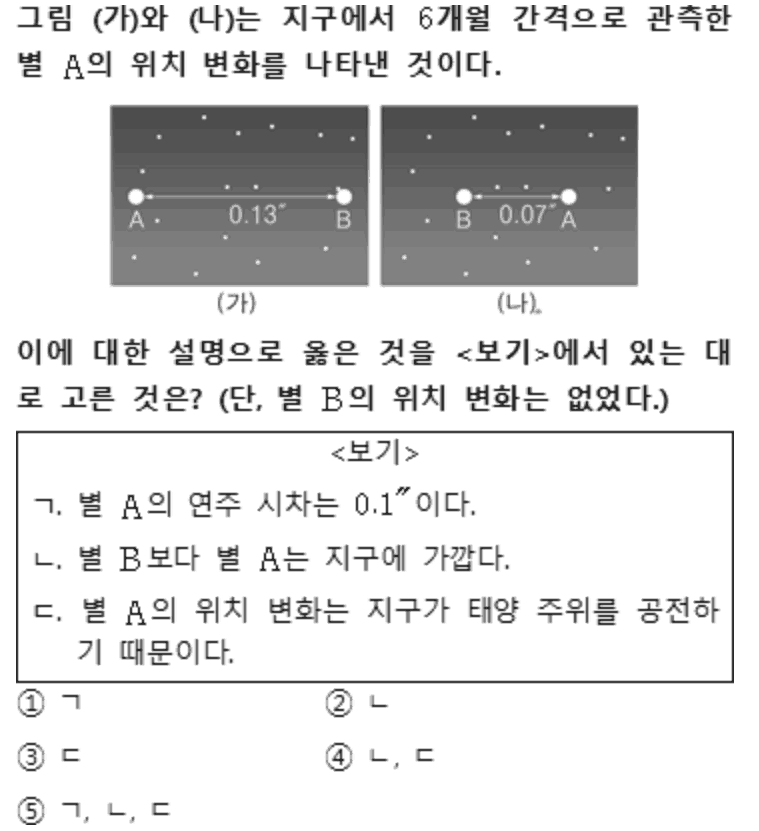 그림 (가)와 (나)는 지구에서 6개월 간격으로 관측한
별 A의 위치 변화를 나타낸 것이다.
A 0.13″ B
B 0.07″ A
(가) (나)
이에 대한 설명으로 옳은 것을 <보기>에서 있는 대
로 고른 것은? (단, 별 B의 위치 변화는 없었다.)
<보기>
ㄱ. 별 A의 연주 시차는 0.1″이다.
ㄴ. 별 B보다 별 A는 지구에 가깝다.
ㄷ. 별 A의 위치 변화는 지구가 태양 주위를 공전하
기 때문이다.
① ㄱ ② ㄴ
③ ㄷ ④ ㄴ, ㄷ
⑤ ㄱ, ㄴ, ㄷ